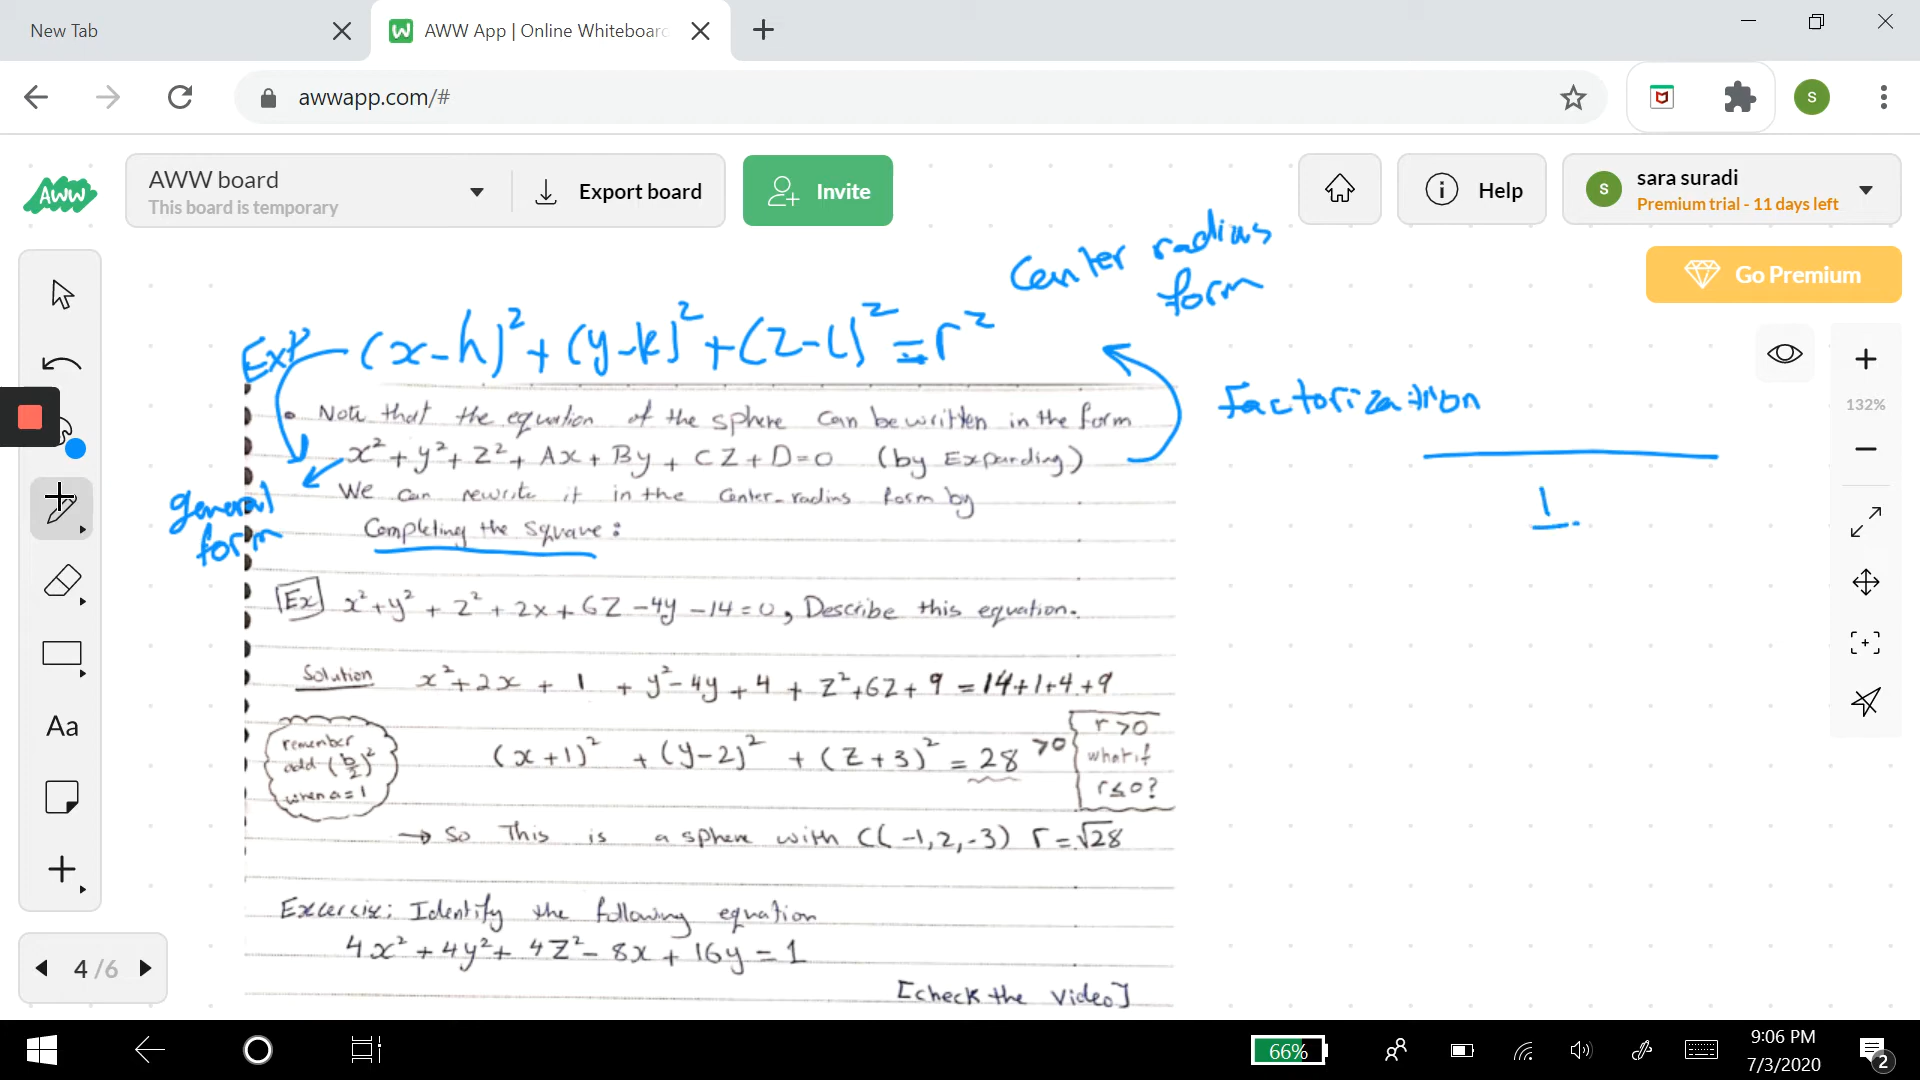 New Tab
AWW App | Online Whiteboard
awwapp.com/#
S
AWW
AWW board
This board is temporary
Export board
Invite
Help
S
sara suradi
Premium trial - 11 days left
Go Premium
132%
Center radius
form
Exp (x-h)²+(y-k)²+(z-l)²=r²
Factorization
• Note that the equation of the sphere can be written in the form
x²+y²+z²+Ax+By+Cz+D=0 (by Expanding)
general
form
We can rewrite it in the center-radius form by
Completing the square:
1.
Ex x²+y²+z²+2x+6z-4y-14=0, Describe this equation.
Solution x²+2x+1+y²-4y+4+z²+6z+9=14+1+4+9
remember
add (b/2)²
when a=1
(x+1)²+(y-2)²+(z+3)²=28 >0
r>0
what if
r≤0?
→ So This is a sphere with C(-1,2,-3) r=√28
Excercise: Identify the following equation
4x²+4y²+4z²-8x+16y=1
[check the video]
Aa
4 /6
66%
9:06 PM
7/3/2020
2